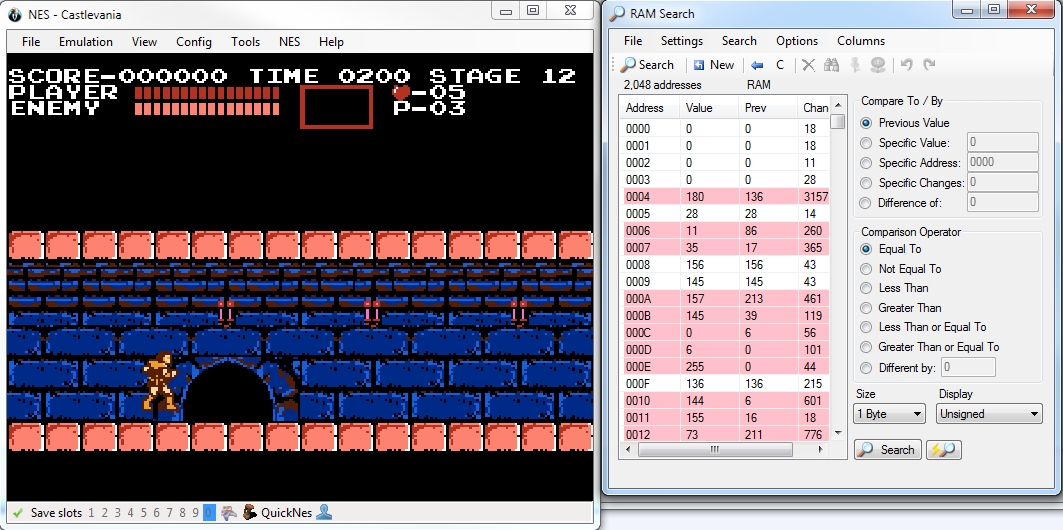 NES - Castlevania
File Emulation View Config Tools NES Help
SCORE-000000 TIME 0200 STAGE 12
PLAYER -05
ENEMY P-03
Save slots 1 2 3 4 5 6 7 8 9 0 QuickNes
RAM Search
File Settings Search Options Columns
Search New C
2,048 addresses RAM
Address Value Prev Chan
0000 0 0 18
0001 0 0 18
0002 0 0 11
0003 0 0 28
0004 180 136 3157
0005 28 28 14
0006 11 86 260
0007 35 17 365
0008 156 156 43
0009 145 145 43
000A 157 213 461
000B 145 39 119
000C 0 6 56
000D 6 0 101
000E 255 0 44
000F 136 136 215
0010 144 6 601
0011 155 16 18
0012 73 211 776
Compare To / By
Previous Value
Specific Value: 0
Specific Address: 0000
Specific Changes: 0
Difference of: 0
Comparison Operator
Equal To
Not Equal To
Less Than
Greater Than
Less Than or Equal To
Greater Than or Equal To
Different by: 0
Size Display
1 Byte Unsigned
Search